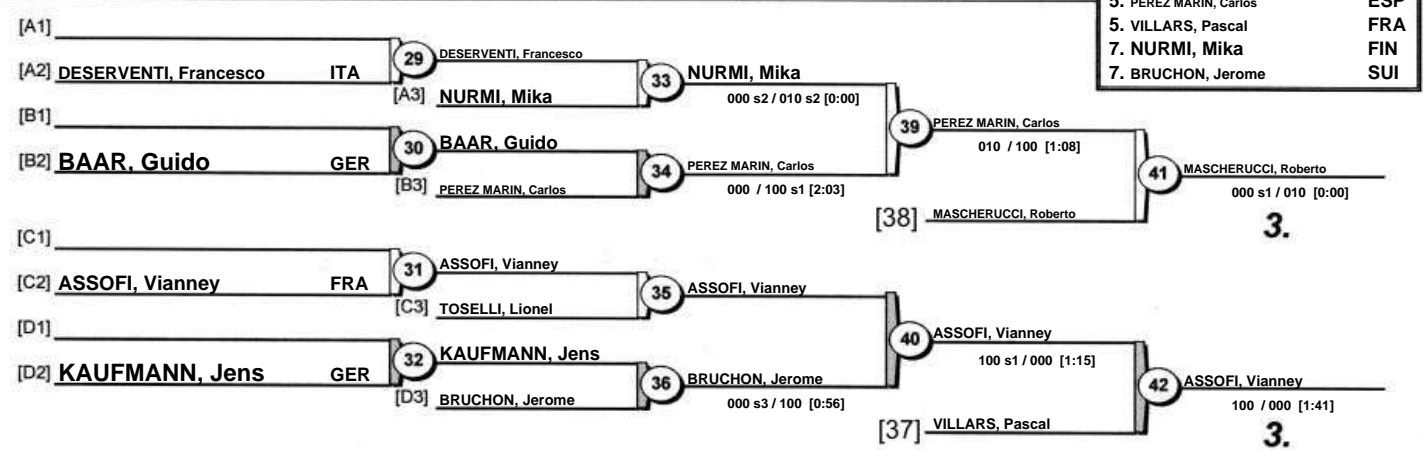 5. PEREZ MARIN, Carlos ESP
5. VILLARS, Pascal FRA
7. NURMI, Mika FIN
7. BRUCHON, Jerome SUI
[A1]
[A2] DESERVENTI, Francesco ITA
29
DESERVENTI, Francesco
[A3] NURMI, Mika
33
NURMI, Mika
000 s2 / 010 s2 [0:00]
[B1]
[B2] BAAR, Guido GER
30
BAAR, Guido
[B3] PEREZ MARIN, Carlos
34
PEREZ MARIN, Carlos
000 / 100 s1 [2:03]
39
PEREZ MARIN, Carlos
010 / 100 [1:08]
[38] MASCHERUCCI, Roberto
41
MASCHERUCCI, Roberto
000 s1 / 010 [0:00]
3.
[C1]
[C2] ASSOFI, Vianney FRA
31
ASSOFI, Vianney
[C3] TOSELLI, Lionel
35
ASSOFI, Vianney
[D1]
[D2] KAUFMANN, Jens GER
32
KAUFMANN, Jens
[D3] BRUCHON, Jerome
36
BRUCHON, Jerome
000 s3 / 100 [0:56]
40
ASSOFI, Vianney
100 s1 / 000 [1:15]
[37] VILLARS, Pascal
42
ASSOFI, Vianney
100 / 000 [1:41]
3.